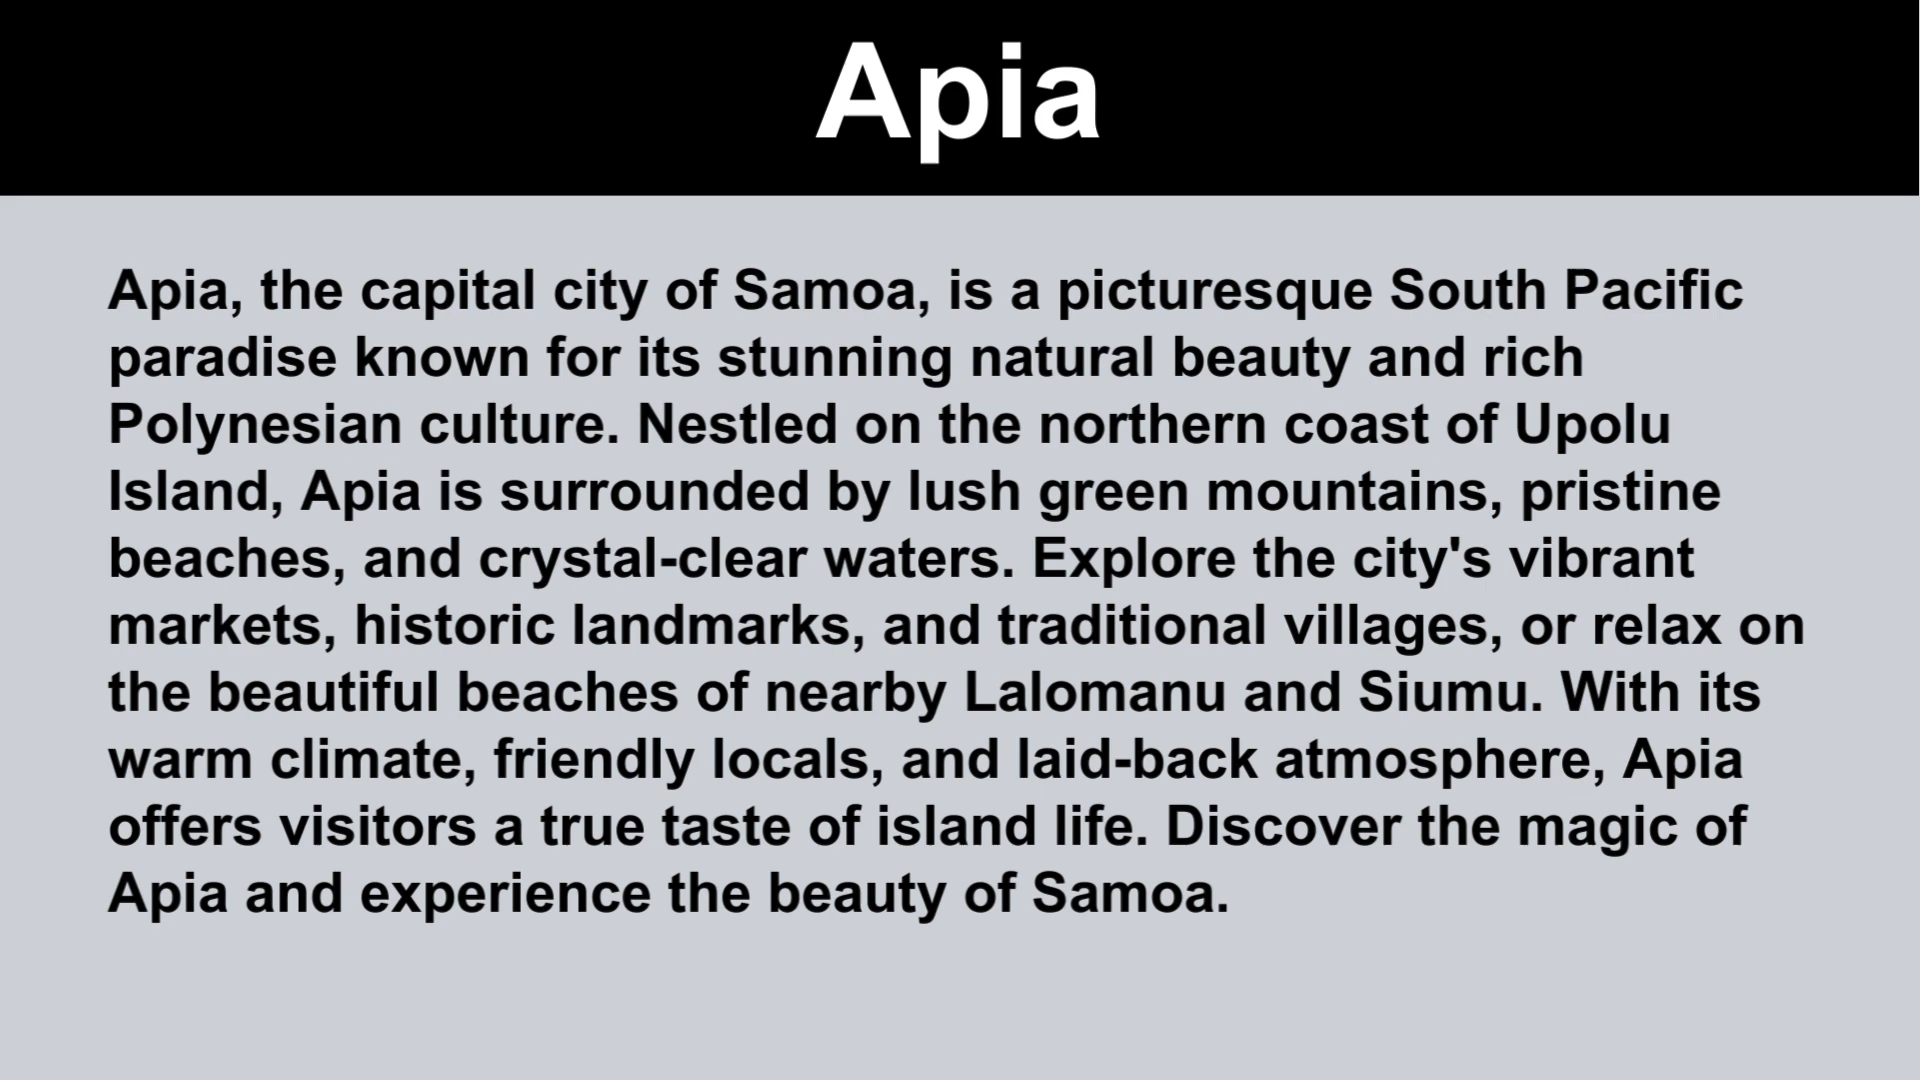 Apia
Apia, the capital city of Samoa, is a picturesque South Pacific
paradise known for its stunning natural beauty and rich
Polynesian culture. Nestled on the northern coast of Upolu
Island, Apia is surrounded by lush green mountains, pristine
beaches, and crystal-clear waters. Explore the city's vibrant
markets, historic landmarks, and traditional villages, or relax on
the beautiful beaches of nearby Lalomanu and Siumu. With its
warm climate, friendly locals, and laid-back atmosphere, Apia
offers visitors a true taste of island life. Discover the magic of
Apia and experience the beauty of Samoa.